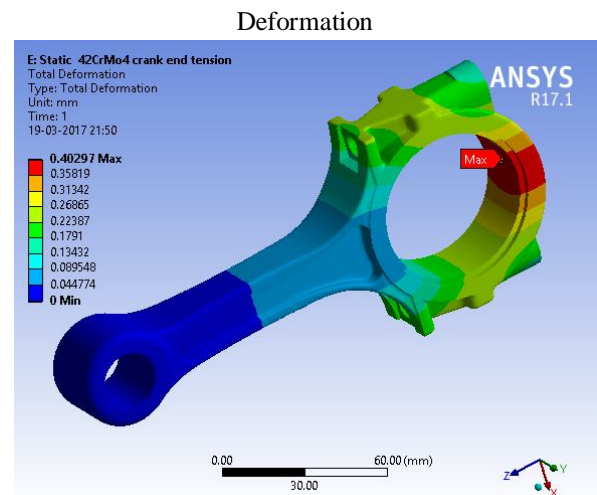 Deformation
E: Static 42CrMo4 crank end tension
Total Deformation
Type: Total Deformation
Unit: mm
Time: 1
19-03-2017 21:50
ANSYS
R17.1
0.40297 Max
0.35819
0.31342
0.26865
0.22387
0.1791
0.13432
0.089548
0.044774
0 Min
Max
0.00
60.00 (mm)
30.00
Z
Y
X